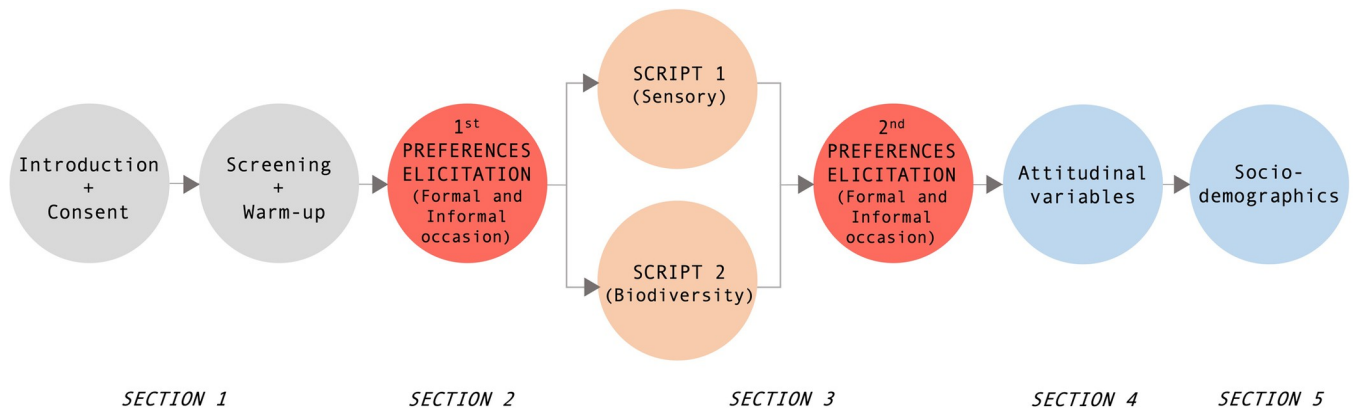 Introduction
+
Consent
Screening
+
Warm-up
1st
PREFERENCES
ELICITATION
(Formal and
Informal
occasion)
SCRIPT 1
(Sensory)
SCRIPT 2
(Biodiversity)
2nd
PREFERENCES
ELICITATION
(Formal and
Informal
occasion)
Attitudinal
variables
Socio-
demographics
SECTION 1
SECTION 2
SECTION 3
SECTION 4
SECTION 5